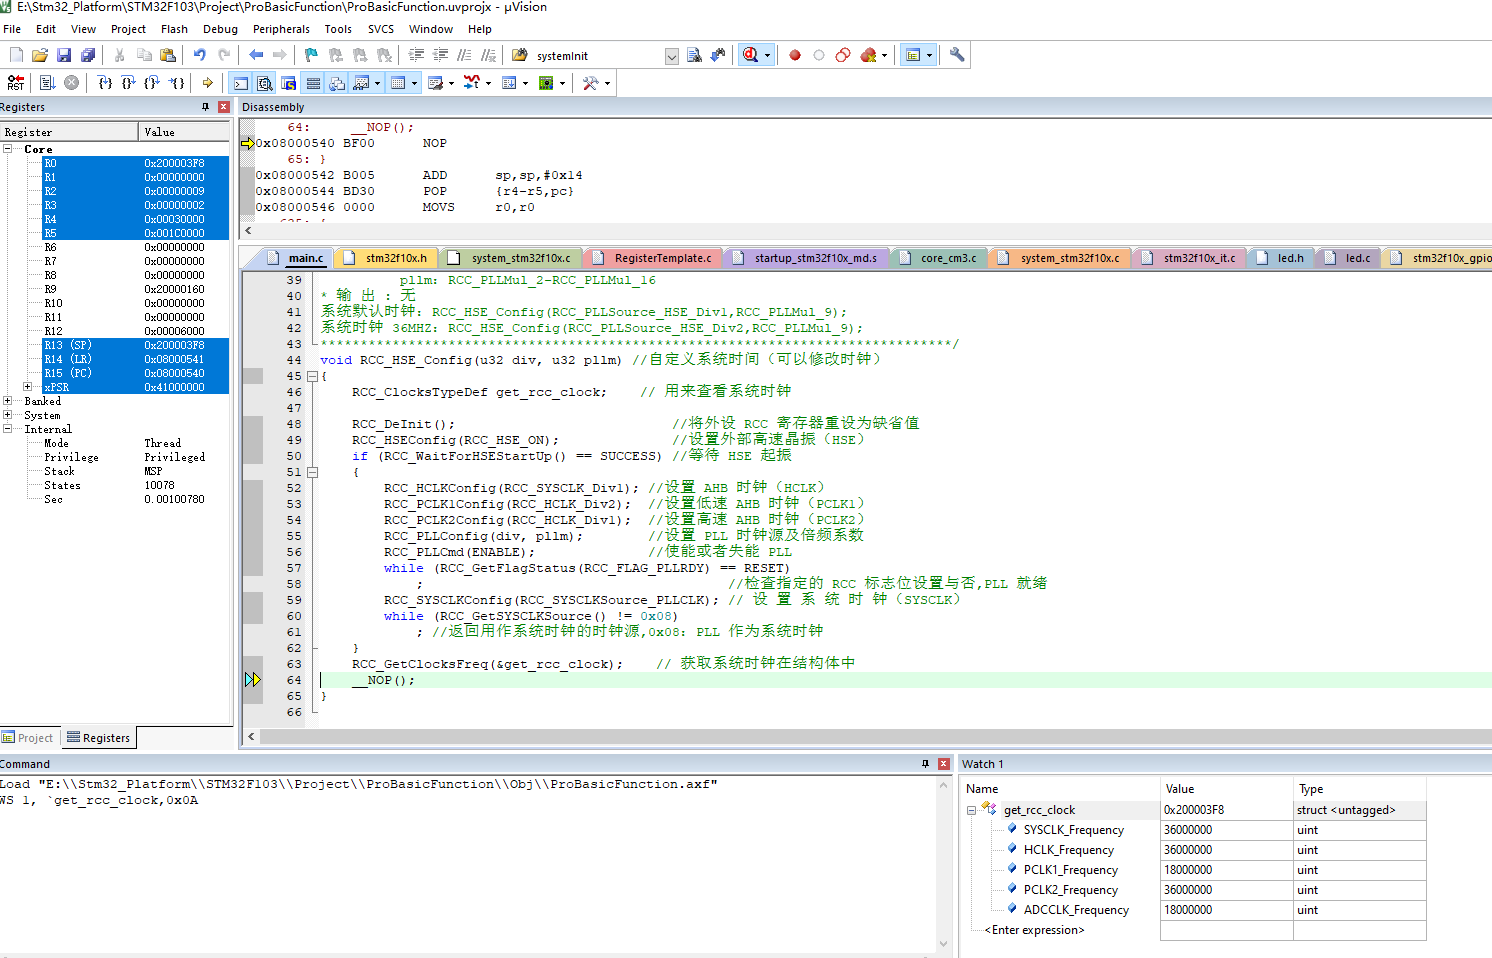 E:\Stm32_Platform\STM32F103\Project\ProBasicFunction\ProBasicFunction.uvprojx - µVision
File Edit View Project Flash Debug Peripherals Tools SVCS Window Help
systemInit
RST
Registers
Register Value
Core
R0 0x200003F8
R1 0x00000000
R2 0x00000009
R3 0x00000002
R4 0x00030000
R5 0x001C0000
R6 0x00000000
R7 0x00000000
R8 0x00000000
R9 0x20000160
R10 0x00000000
R11 0x00000000
R12 0x00006000
R13 (SP) 0x200003F8
R14 (LR) 0x08000541
R15 (PC) 0x08000540
xPSR 0x41000000
Banked
System
Internal
Mode Thread
Privilege Privileged
Stack MSP
States 10078
Sec 0.00100780
Project Registers
Disassembly
64: __NOP();
0x08000540 BF00 NOP
65: }
0x08000542 B005 ADD sp,sp,#0x14
0x08000544 BD30 POP {r4-r5,pc}
0x08000546 0000 MOVS r0,r0
main.c stm32f10x.h system_stm32f10x.c RegisterTemplate.c startup_stm32f10x_md.s core_cm3.c system_stm32f10x.c stm32f10x_it.c led.h led.c stm32f10x_gpio
39 pllm: RCC_PLLMul_2-RCC_PLLMul_16
40 * 输 出 : 无
41 系统默认时钟: RCC_HSE_Config(RCC_PLLSource_HSE_Div1,RCC_PLLMul_9);
42 系统时钟 36MHZ: RCC_HSE_Config(RCC_PLLSource_HSE_Div2,RCC_PLLMul_9);
43 *******************************************************************************/
44 void RCC_HSE_Config(u32 div, u32 pllm) //自定义系统时间（可以修改时钟）
45 {
46 RCC_ClocksTypeDef get_rcc_clock; // 用来查看系统时钟
47
48 RCC_DeInit(); //将外设 RCC 寄存器重设为缺省值
49 RCC_HSEConfig(RCC_HSE_ON); //设置外部高速晶振（HSE）
50 if (RCC_WaitForHSEStartUp() == SUCCESS) //等待 HSE 起振
51 {
52 RCC_HCLKConfig(RCC_SYSCLK_Div1); //设置 AHB 时钟（HCLK）
53 RCC_PCLK1Config(RCC_HCLK_Div2); //设置低速 AHB 时钟（PCLK1）
54 RCC_PCLK2Config(RCC_HCLK_Div1); //设置高速 AHB 时钟（PCLK2）
55 RCC_PLLConfig(div, pllm); //设置 PLL 时钟源及倍频系数
56 RCC_PLLCmd(ENABLE); //使能或者失能 PLL
57 while (RCC_GetFlagStatus(RCC_FLAG_PLLRDY) == RESET)
58 ; //检查指定的 RCC 标志位设置与否,PLL 就绪
59 RCC_SYSCLKConfig(RCC_SYSCLKSource_PLLCLK); // 设 置 系 统 时 钟（SYSCLK）
60 while (RCC_GetSYSCLKSource() != 0x08)
61 ; //返回用作系统时钟的时钟源,0x08: PLL 作为系统时钟
62 }
63 RCC_GetClocksFreq(&get_rcc_clock); // 获取系统时钟在结构体中
64 __NOP();
65 }
66
Command
Load "E:\\Stm32_Platform\\STM32F103\\Project\\ProBasicFunction\\Obj\\ProBasicFunction.axf"
WS 1, `get_rcc_clock,0x0A
Watch 1
Name Value Type
get_rcc_clock 0x200003F8 struct <untagged>
SYSCLK_Frequency 36000000 uint
HCLK_Frequency 36000000 uint
PCLK1_Frequency 18000000 uint
PCLK2_Frequency 36000000 uint
ADCCLK_Frequency 18000000 uint
<Enter expression>